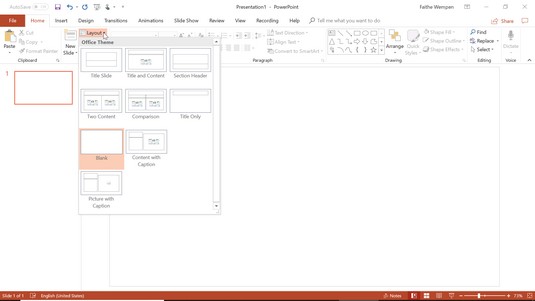 AutoSave
Presentation1 - PowerPoint
Faithe Wempen
File Home Insert Design Transitions Animations Slide Show Review View Recording Help Tell me what you want to do
Share
Paste
Cut
Copy
Format Painter
Clipboard
New
Slide
Layout
Text Direction
Align Text
Convert to SmartArt
Paragraph
Arrange
Quick
Styles
Shape Fill
Shape Outline
Shape Effects
Drawing
Find
Replace
Select
Editing
Dictate
Voice
Office Theme
Title Slide
Title and Content
Section Header
Two Content
Comparison
Title Only
Blank
Content with
Caption
Picture with
Caption
1
Slide 1 of 1
English (United States)
Notes
72%